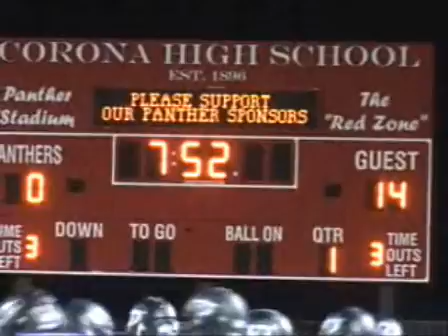 CORONA HIGH SCHOOL
EST. 1896
Panther Stadium
PLEASE SUPPORT
OUR PANTHER SPONSORS
The "Red Zone"
ANTHERS
7:52
GUEST
0
14
DOWN
TO GO
BALL ON
QTR
TIME OUTS LEFT
3
1
3
TIME OUTS LEFT